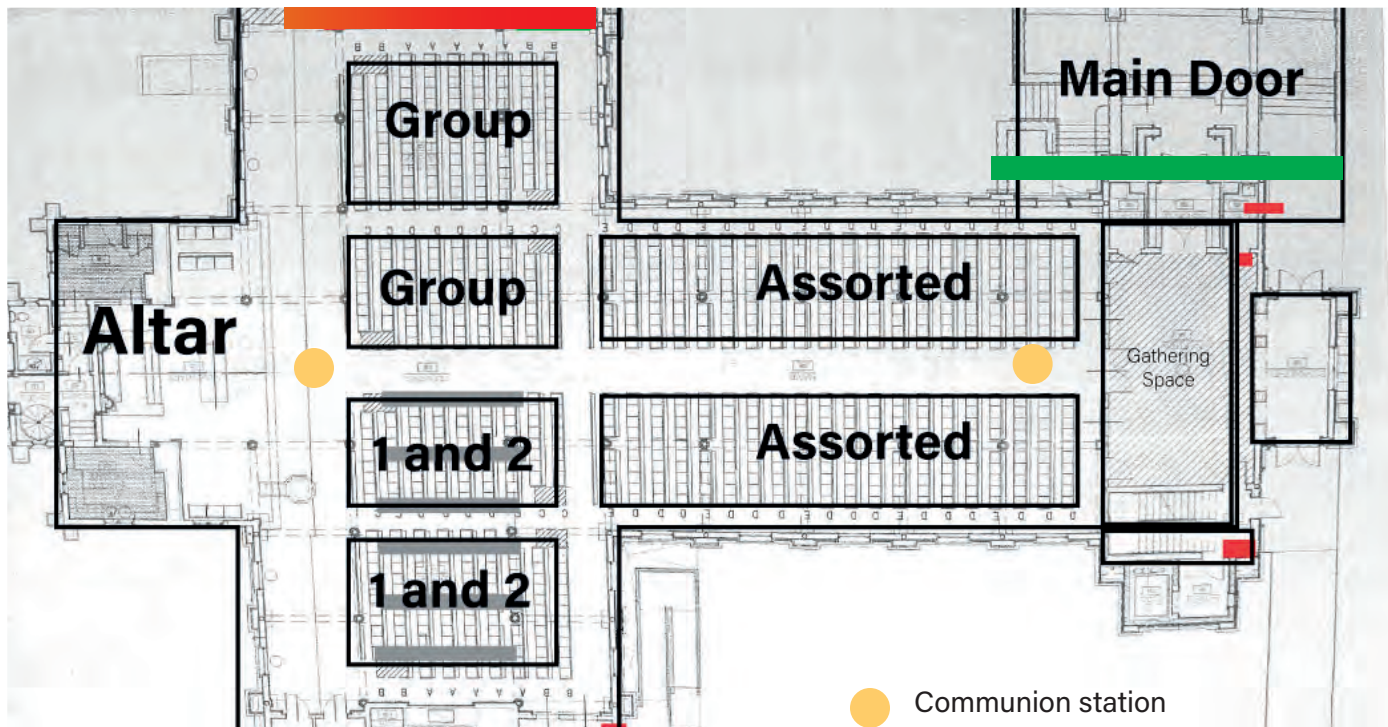 Main Door
Group
Group
Assorted
Altar
Gathering
Space
1 and 2
Assorted
1 and 2
Communion station